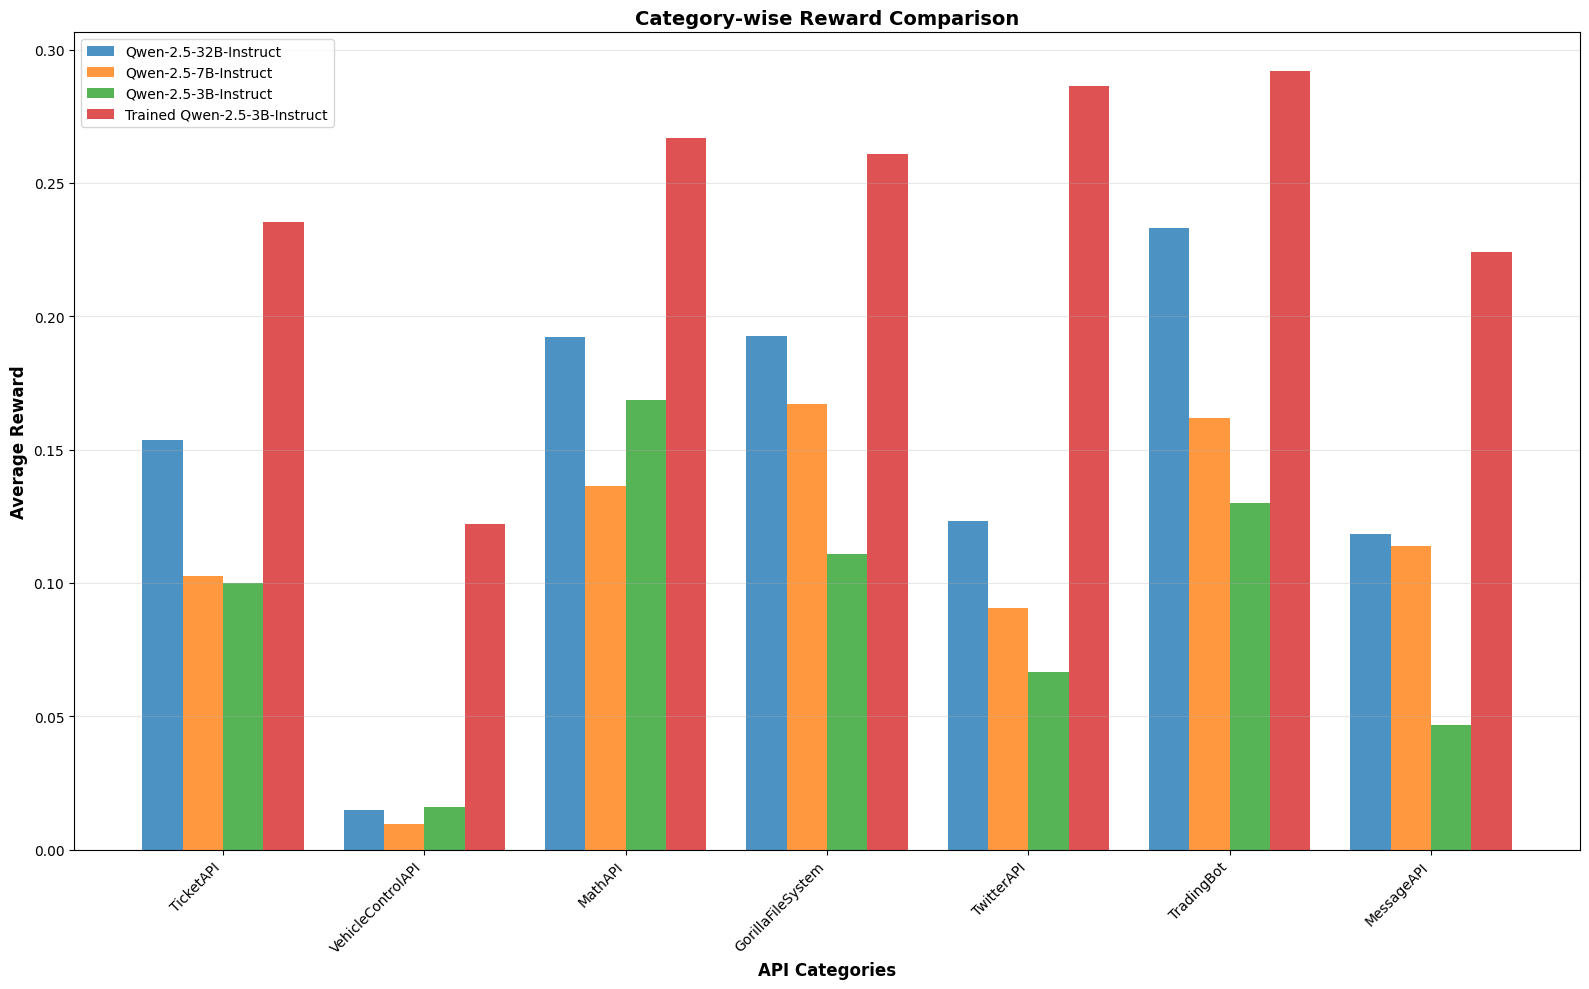 Category-wise Reward Comparison
Qwen-2.5-32B-Instruct
Qwen-2.5-7B-Instruct
Qwen-2.5-3B-Instruct
Trained Qwen-2.5-3B-Instruct
Average Reward
0.30
0.25
0.20
0.15
0.10
0.05
0.00
TicketAPI
VehicleControlAPI
MathAPI
GorillaFileSystem
TwitterAPI
TradingBot
MessageAPI
API Categories